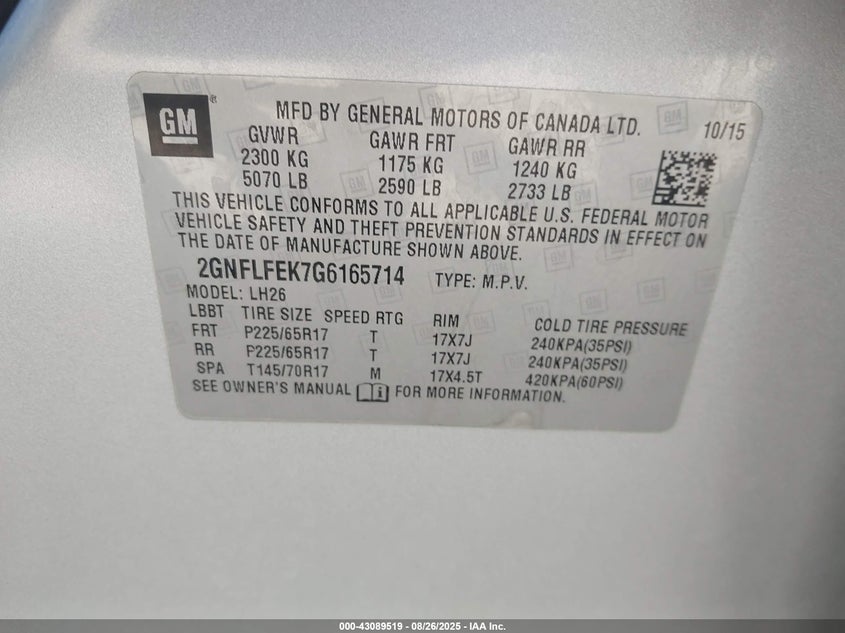 GM
MFD BY GENERAL MOTORS OF CANADA LTD. 10/15
GVWR GAWR FRT GAWR RR
2300 KG 1175 KG 1240 KG
5070 LB 2590 LB 2733 LB
THIS VEHICLE CONFORMS TO ALL APPLICABLE U.S. FEDERAL MOTOR
VEHICLE SAFETY AND THEFT PREVENTION STANDARDS IN EFFECT ON
THE DATE OF MANUFACTURE SHOWN ABOVE.
2GNFLFEK7G6165714 TYPE: M.P.V.
MODEL: LH26
LBBT TIRE SIZE SPEED RTG RIM COLD TIRE PRESSURE
FRT P225/65R17 T 17X7J 240KPA(35PSI)
RR P225/65R17 T 17X7J 240KPA(35PSI)
SPA T145/70R17 M 17X4.5T 420KPA(60PSI)
SEE OWNER'S MANUAL FOR MORE INFORMATION.
000-43089519 - 08/26/2025 - IAA Inc.